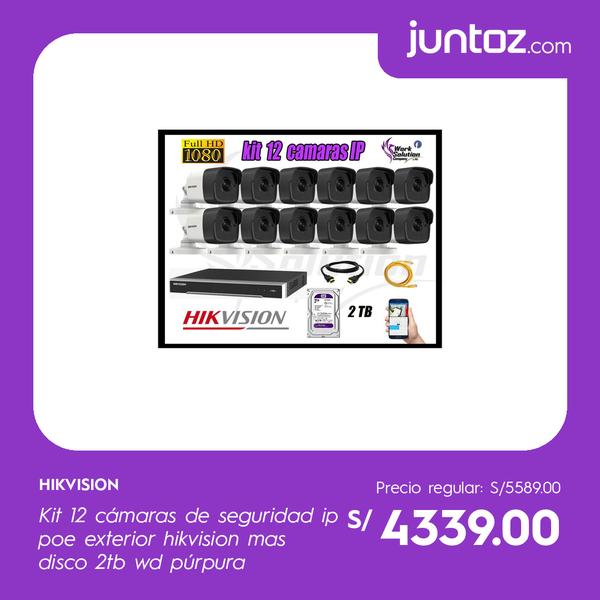 juntoz.com
Full HD
1080
kit 12 camaras IP
Work
Solution
Company
HIKVISION
2 TB
HIKVISION
Precio regular: S/5589.00
Kit 12 cámaras de seguridad ip
poe exterior hikvision mas
disco 2tb wd púrpura
S/ 4339.00